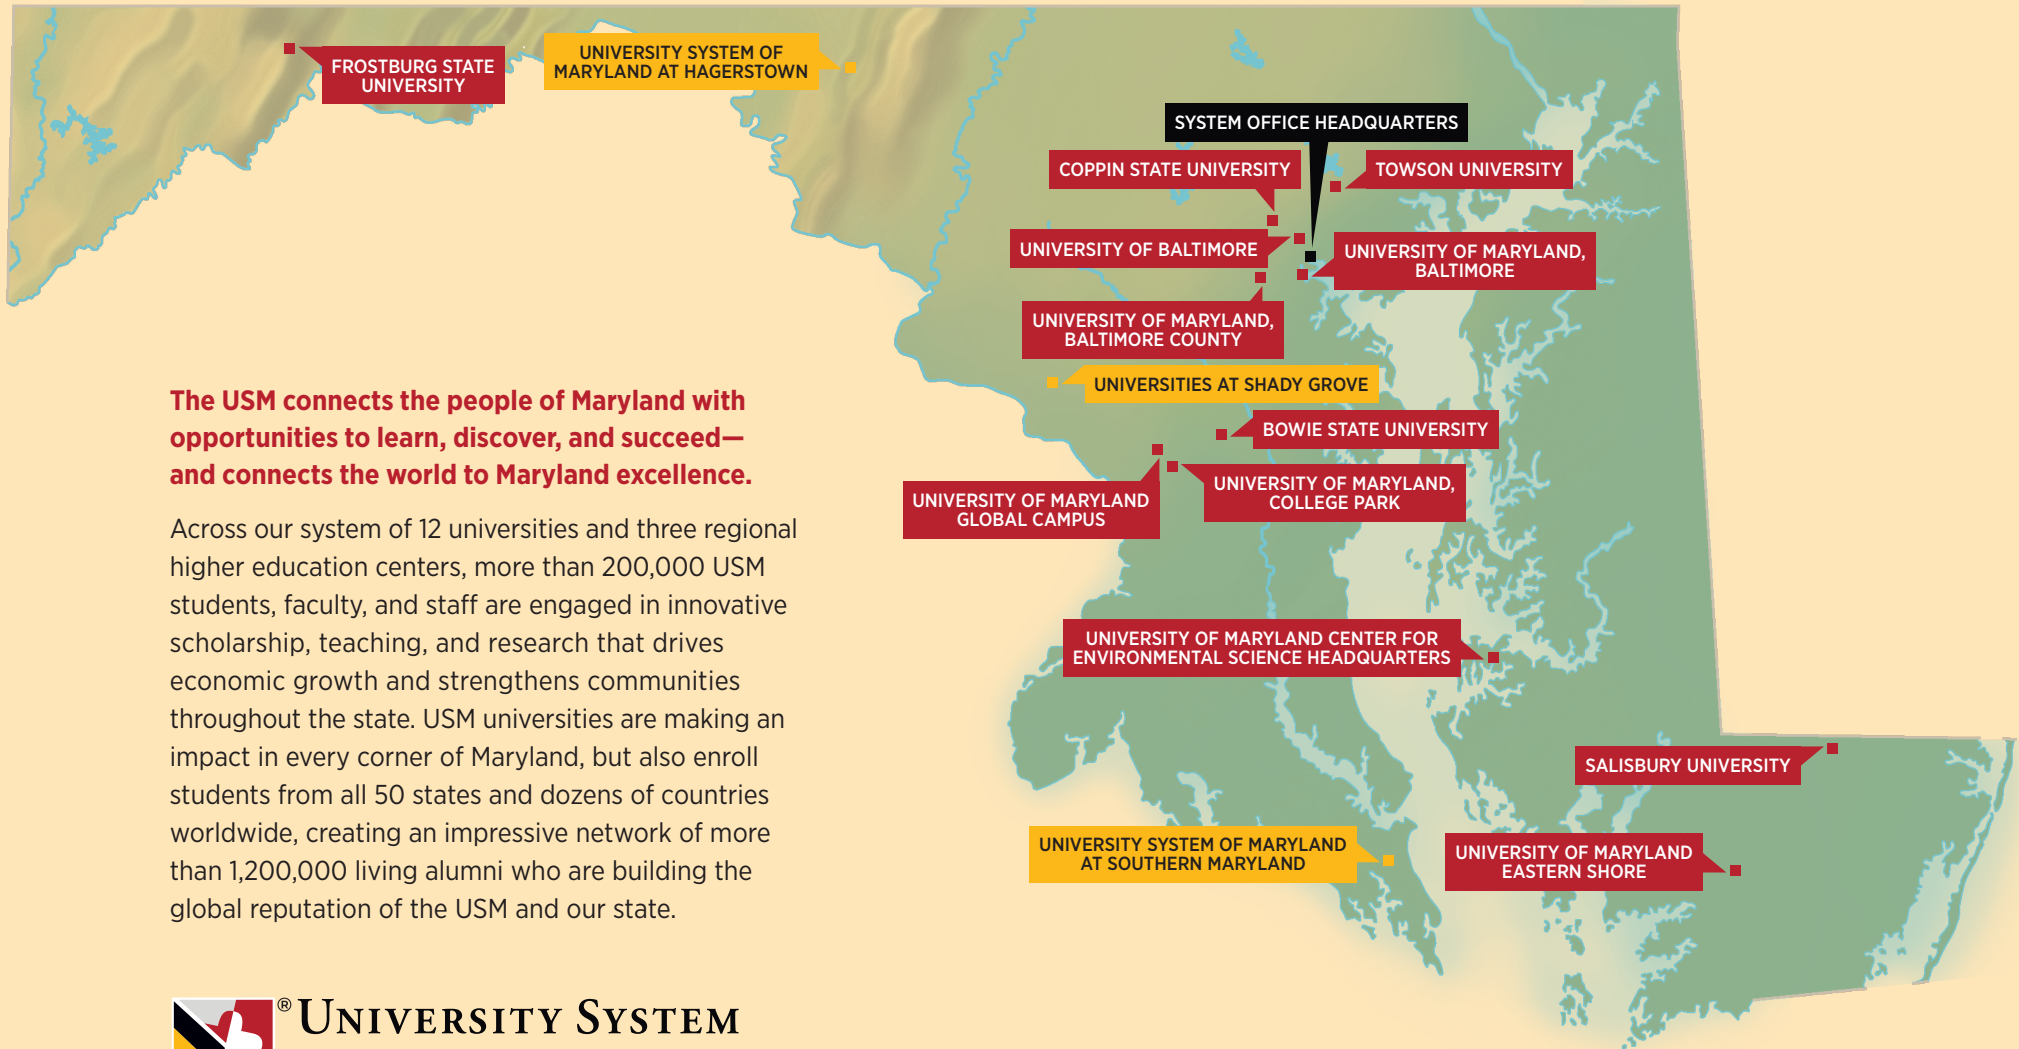 FROSTBURG STATE
UNIVERSITY
UNIVERSITY SYSTEM OF
MARYLAND AT HAGERSTOWN
SYSTEM OFFICE HEADQUARTERS
COPPIN STATE UNIVERSITY
TOWSON UNIVERSITY
UNIVERSITY OF BALTIMORE
UNIVERSITY OF MARYLAND,
BALTIMORE
UNIVERSITY OF MARYLAND,
BALTIMORE COUNTY
UNIVERSITIES AT SHADY GROVE
BOWIE STATE UNIVERSITY
UNIVERSITY OF MARYLAND
GLOBAL CAMPUS
UNIVERSITY OF MARYLAND,
COLLEGE PARK
UNIVERSITY OF MARYLAND CENTER FOR
ENVIRONMENTAL SCIENCE HEADQUARTERS
SALISBURY UNIVERSITY
UNIVERSITY SYSTEM OF MARYLAND
AT SOUTHERN MARYLAND
UNIVERSITY OF MARYLAND
EASTERN SHORE
The USM connects the people of Maryland with
opportunities to learn, discover, and succeed—
and connects the world to Maryland excellence.
Across our system of 12 universities and three regional
higher education centers, more than 200,000 USM
students, faculty, and staff are engaged in innovative
scholarship, teaching, and research that drives
economic growth and strengthens communities
throughout the state. USM universities are making an
impact in every corner of Maryland, but also enroll
students from all 50 states and dozens of countries
worldwide, creating an impressive network of more
than 1,200,000 living alumni who are building the
global reputation of the USM and our state.
® UNIVERSITY SYSTEM